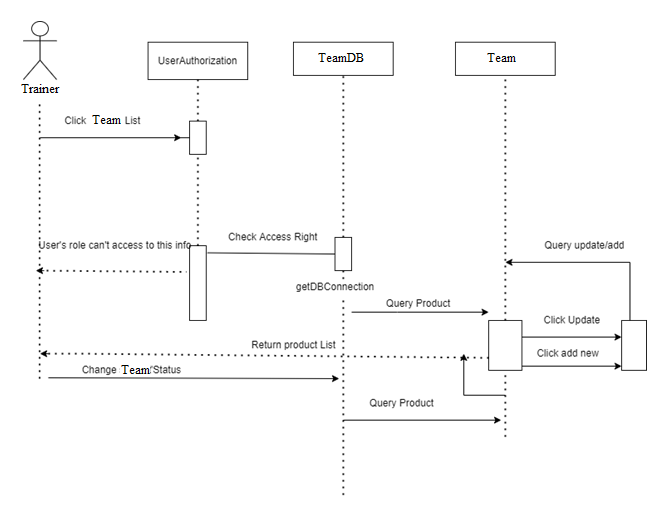 UserAuthorization
TeamDB
Team
Trainer
Click Team List
Check Access Right
User's role can't access to this info
Query update/add
getDBConnection
Query Product
Click Update
Return product List
Click add new
Change Team'Status
Query Product